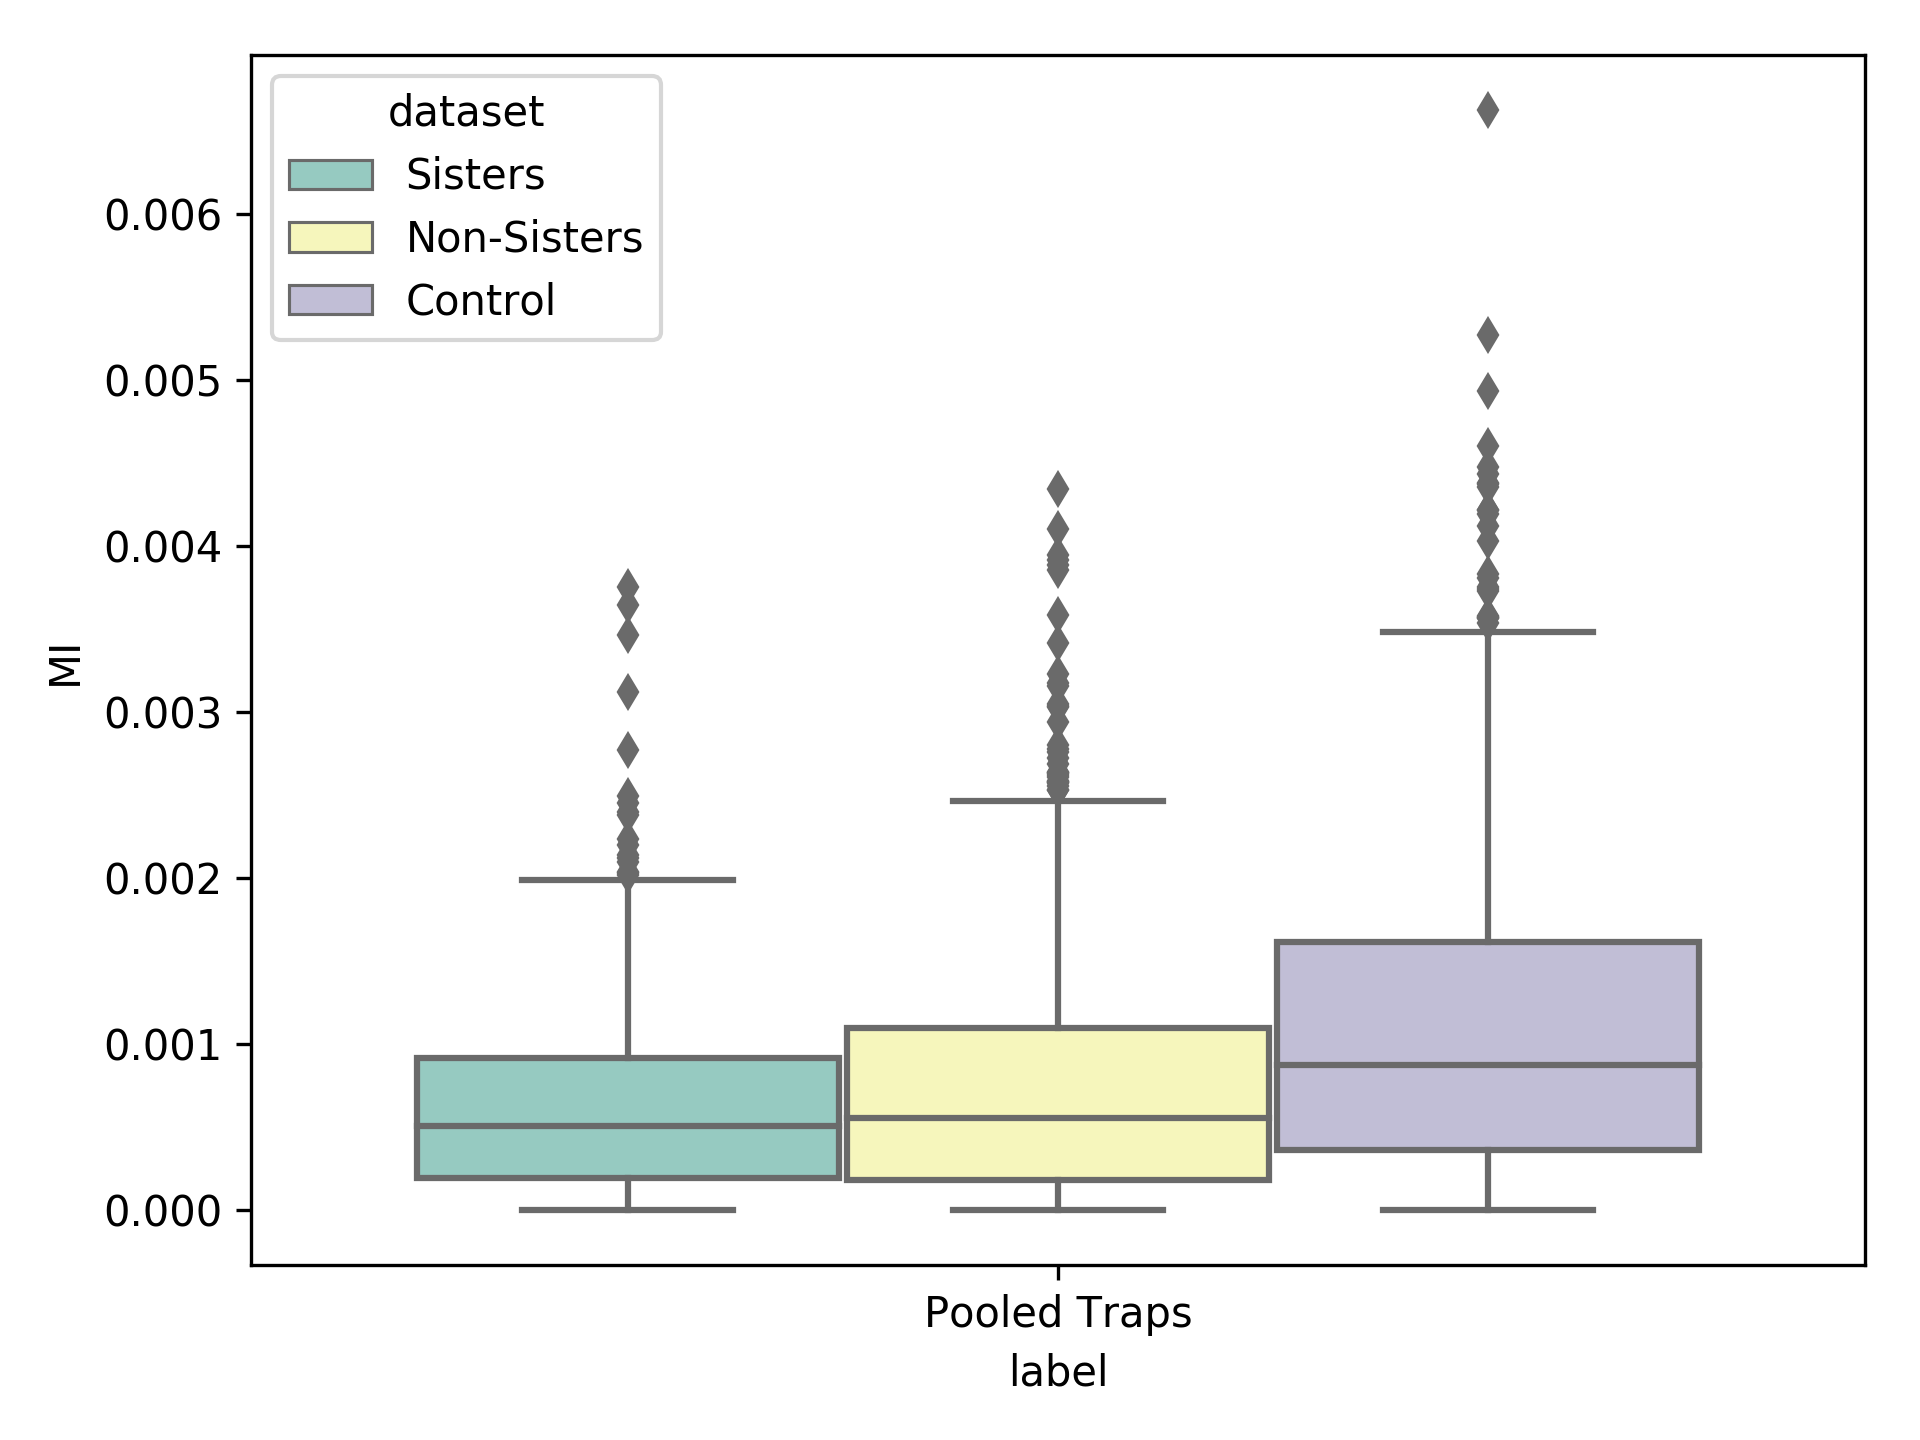 dataset
Sisters
Non-Sisters
Control
0.006
0.005
0.004
0.003
0.002
0.001
0.000
MI
Pooled Traps
label